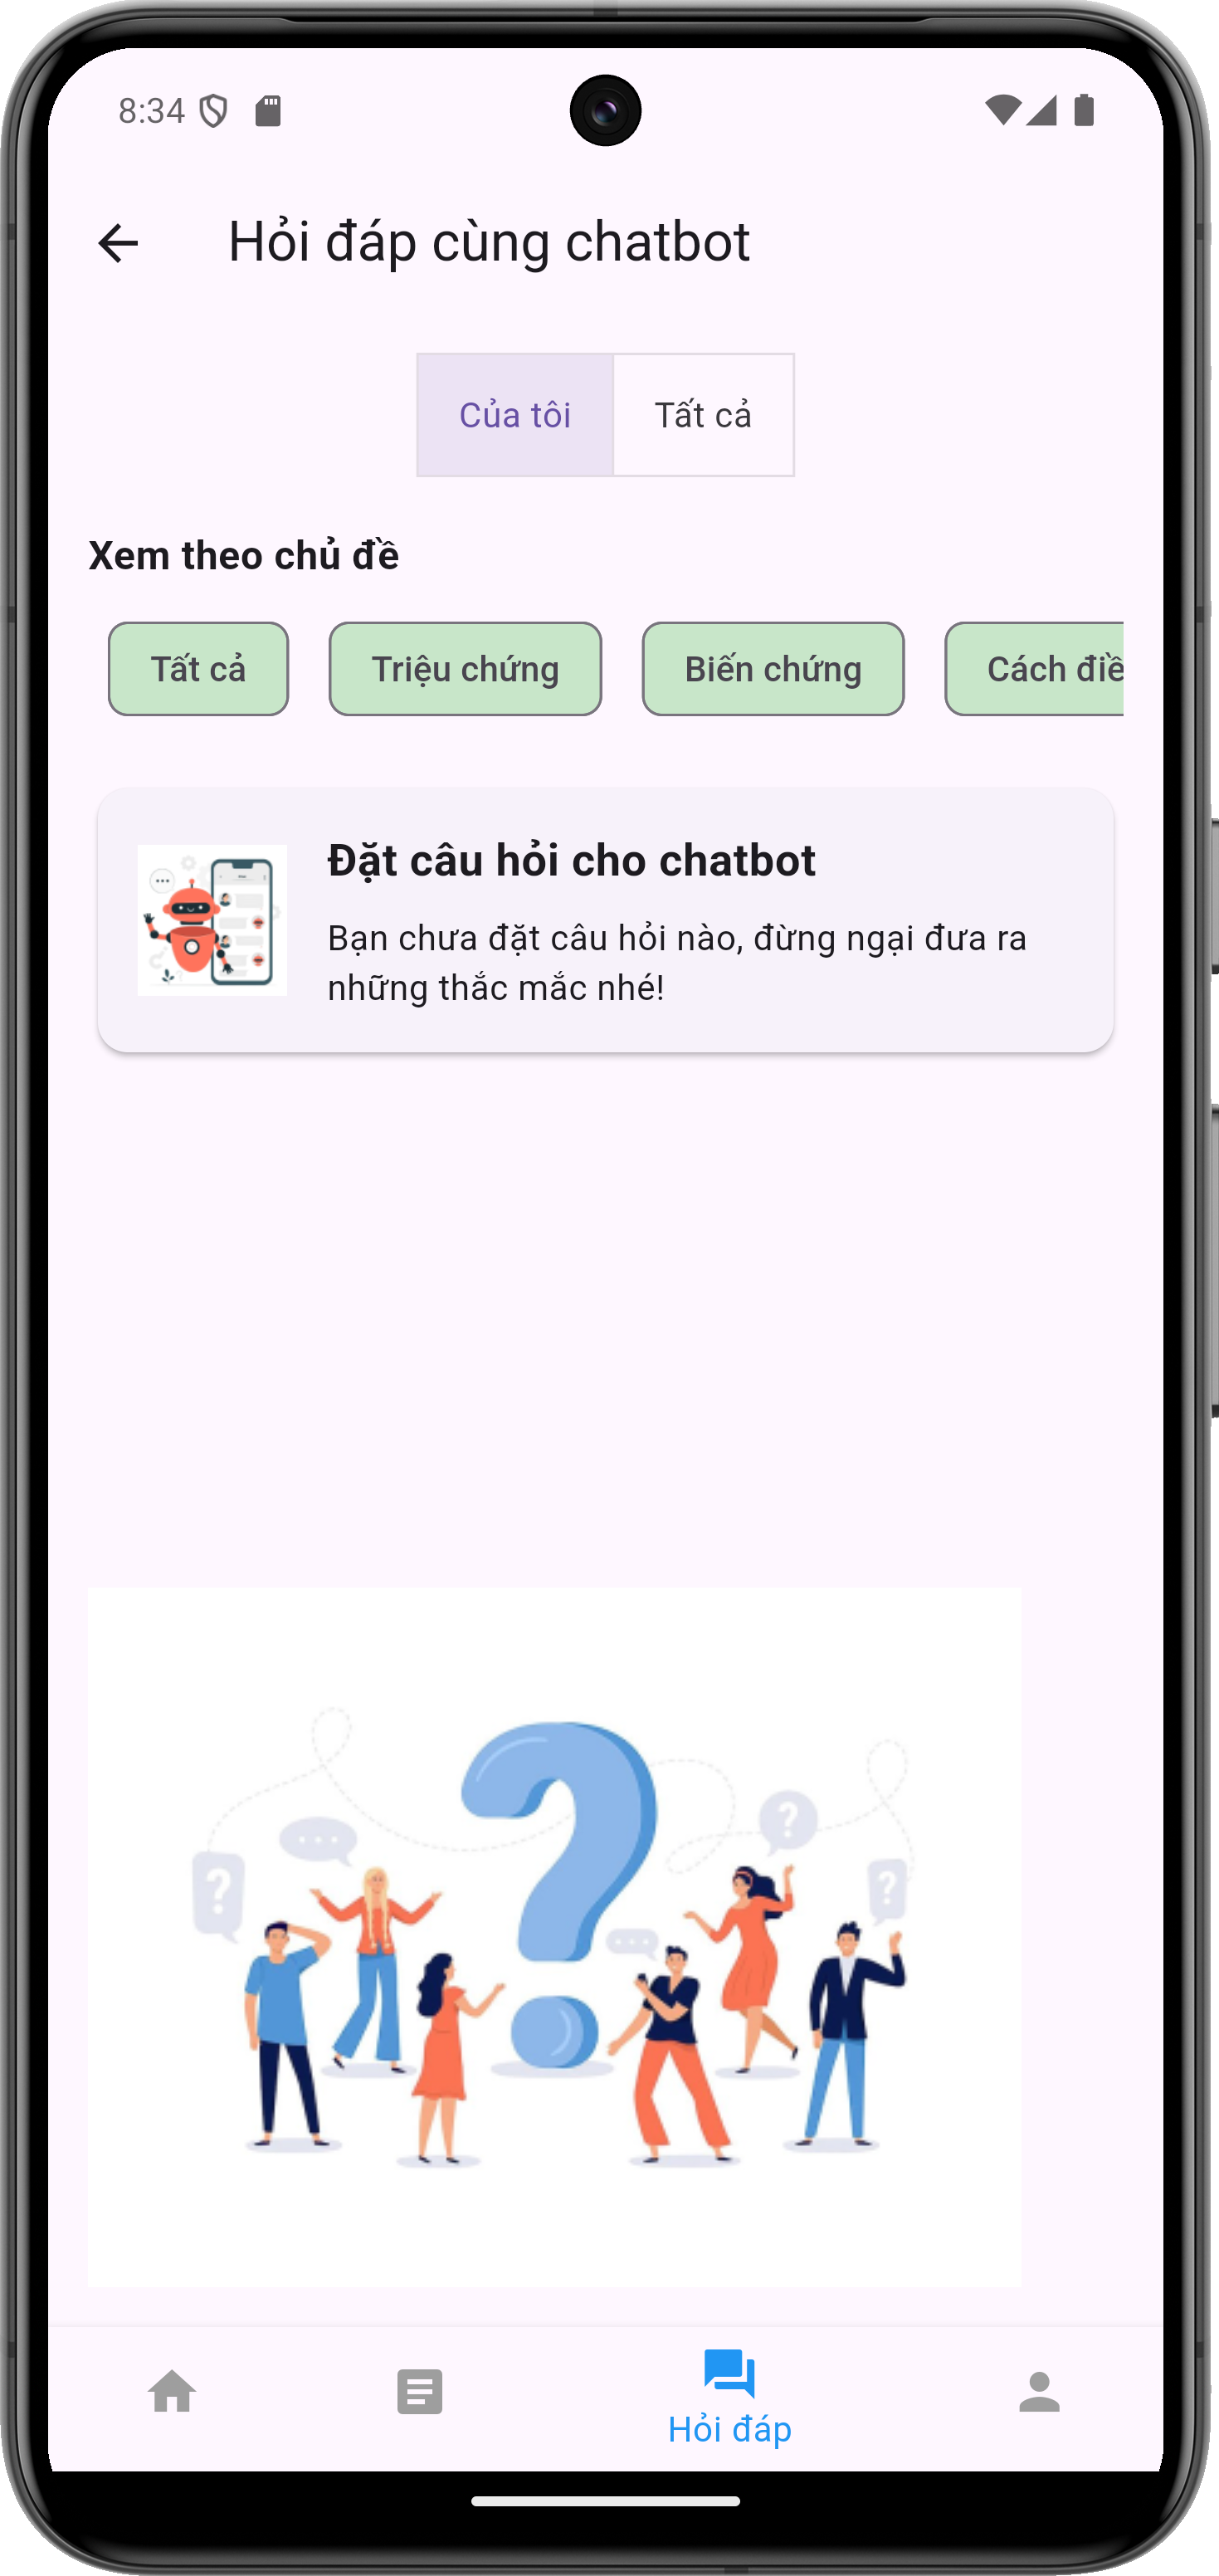 8:34
Hỏi đáp cùng chatbot
Của tôi
Tất cả
Xem theo chủ đề
Tất cả
Triệu chứng
Biến chứng
Cách điề
Đặt câu hỏi cho chatbot
Bạn chưa đặt câu hỏi nào, đừng ngại đưa ra
những thắc mắc nhé!
?
?
?
?
Hỏi đáp